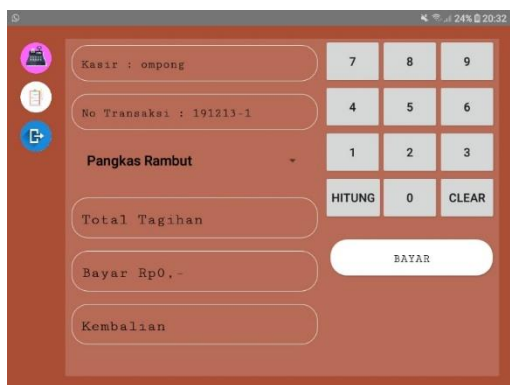 24% 20:32
Kasir : ompong
No Transaksi : 191213-1
Pangkas Rambut
Total Tagihan
Bayar Rp0,-
Kembalian
7 8 9
4 5 6
1 2 3
HITUNG 0 CLEAR
BAYAR